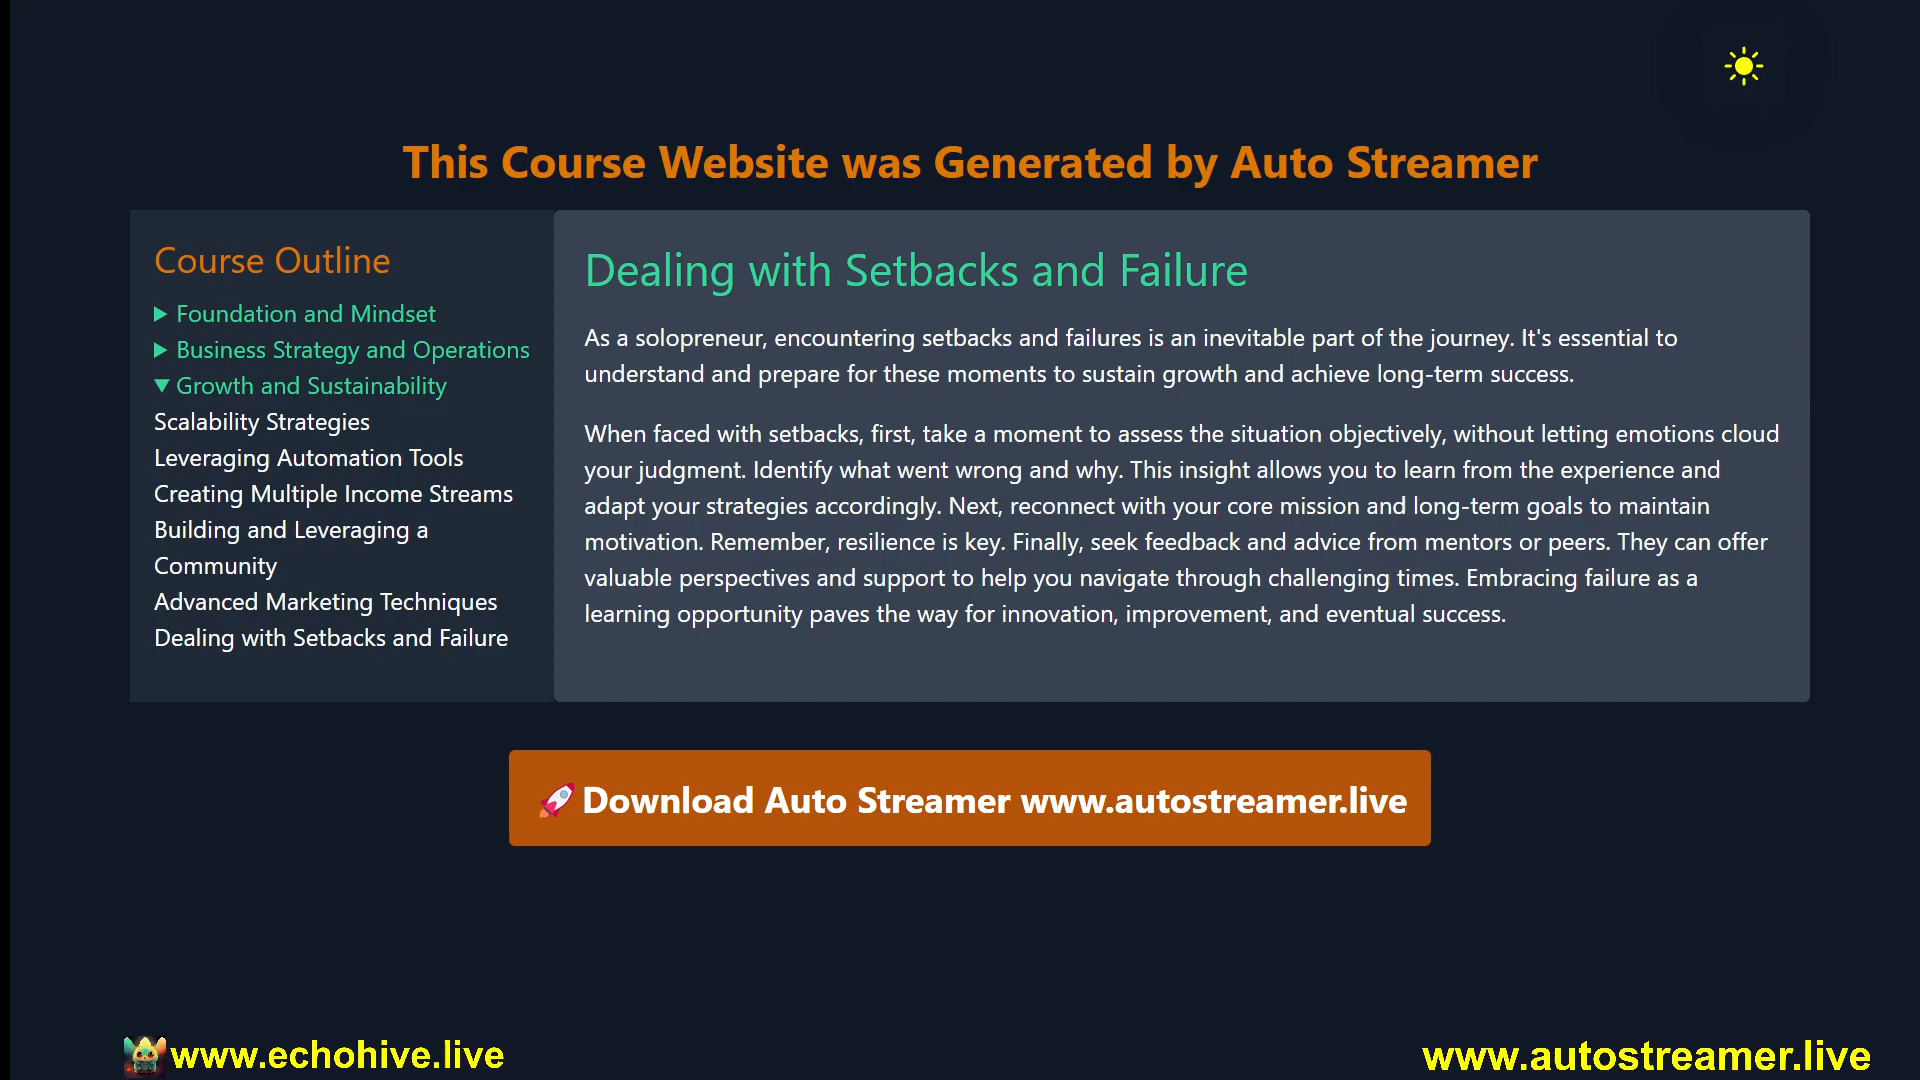 This Course Website was Generated by Auto Streamer
Course Outline
Foundation and Mindset
Business Strategy and Operations
Growth and Sustainability
Scalability Strategies
Leveraging Automation Tools
Creating Multiple Income Streams
Building and Leveraging a
Community
Advanced Marketing Techniques
Dealing with Setbacks and Failure
Dealing with Setbacks and Failure
As a solopreneur, encountering setbacks and failures is an inevitable part of the journey. It's essential to
understand and prepare for these moments to sustain growth and achieve long-term success.
When faced with setbacks, first, take a moment to assess the situation objectively, without letting emotions cloud
your judgment. Identify what went wrong and why. This insight allows you to learn from the experience and
adapt your strategies accordingly. Next, reconnect with your core mission and long-term goals to maintain
motivation. Remember, resilience is key. Finally, seek feedback and advice from mentors or peers. They can offer
valuable perspectives and support to help you navigate through challenging times. Embracing failure as a
learning opportunity paves the way for innovation, improvement, and eventual success.
Download Auto Streamer www.autostreamer.live
www.echohive.live
www.autostreamer.live